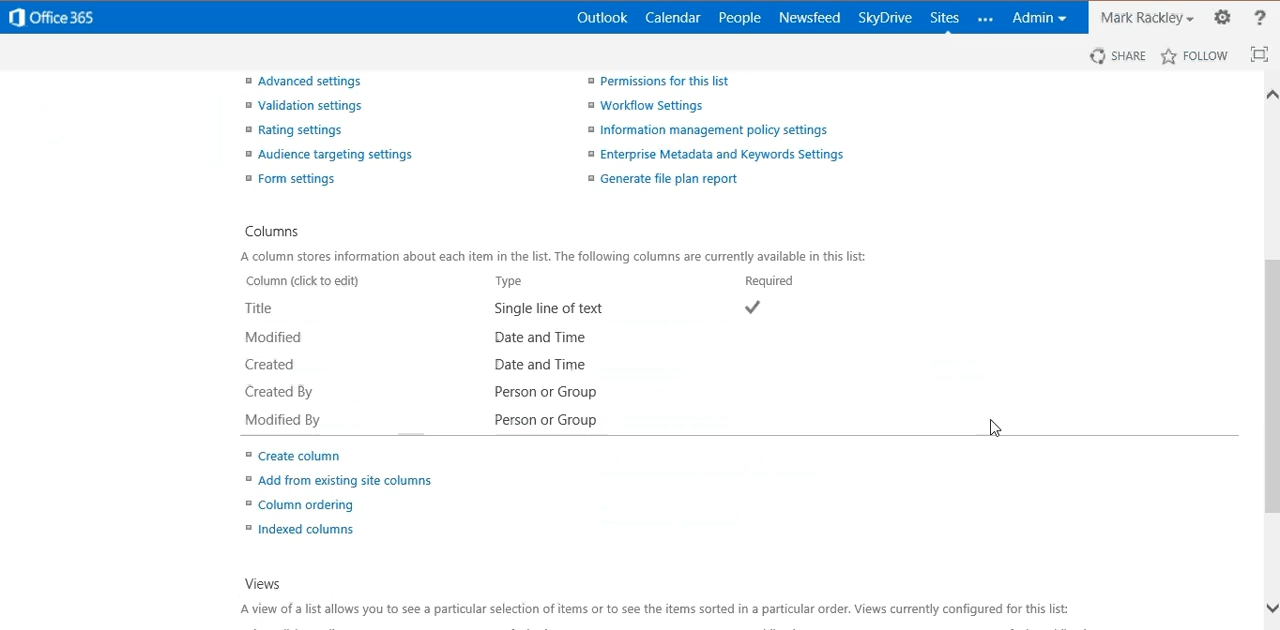 Office 365 Outlook Calendar People Newsfeed SkyDrive Sites ... Admin Mark Rackley ?
SHARE FOLLOW
Advanced settings Permissions for this list
Validation settings Workflow Settings
Rating settings Information management policy settings
Audience targeting settings Enterprise Metadata and Keywords Settings
Form settings Generate file plan report
Columns
A column stores information about each item in the list. The following columns are currently available in this list:
Column (click to edit) Type Required
Title Single line of text
Modified Date and Time
Created Date and Time
Created By Person or Group
Modified By Person or Group
Create column
Add from existing site columns
Column ordering
Indexed columns
Views
A view of a list allows you to see a particular selection of items or to see the items sorted in a particular order. Views currently configured for this list: